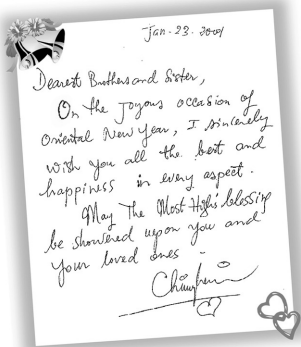 Jan. 23. 2004
Dearest Brothers and Sister,
On the Joyous occasion of
Oriental New Year, I sincerely
wish you all the best and
happiness in every aspect.
May The Most High's blessing
be showered upon you and
your loved ones.